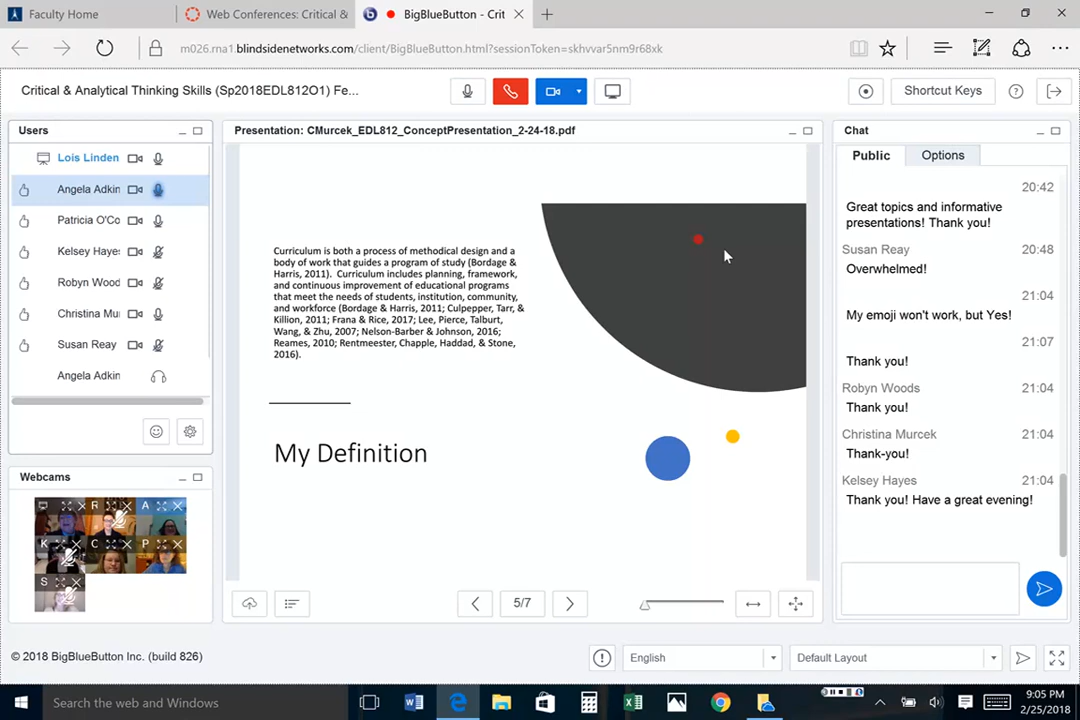 Faculty Home
Web Conferences: Critical &
BigBlueButton - Crit
m026.rna1.blindsidenetworks.com/client/BigBlueButton.html?sessionToken=skhvvar5nm9r68xk
Critical & Analytical Thinking Skills (Sp2018EDL812O1) Fe...
Shortcut Keys
Users
Lois Linden
Angela Adkin
Patricia O'Co
Kelsey Hayes
Robyn Wood
Christina Mu
Susan Reay
Angela Adkin
Webcams
R A
K C P
S
Presentation: CMurcek_EDL812_ConceptPresentation_2-24-18.pdf
Curriculum is both a process of methodical design and a
body of work that guides a program of study (Bordage &
Harris, 2011). Curriculum includes planning, framework,
and continuous improvement of educational programs
that meet the needs of students, institution, community,
and workforce (Bordage & Harris, 2011; Culpepper, Tarr, &
Killion, 2011; Frana & Rice, 2017; Lee, Pierce, Talburt,
Wang, & Zhu, 2007; Nelson-Barber & Johnson, 2016;
Reames, 2010; Rentmeester, Chapple, Haddad, & Stone,
2016).
My Definition
5/7
Chat
Public
Options
20:42
Great topics and informative
presentations! Thank you!
Susan Reay 20:48
Overwhelmed!
21:04
My emoji won't work, but Yes!
21:07
Thank you!
Robyn Woods 21:04
Thank you!
Christina Murcek 21:04
Thank-you!
Kelsey Hayes 21:04
Thank you! Have a great evening!
© 2018 BigBlueButton Inc. (build 826)
English
Default Layout
Search the web and Windows
9:05 PM
2/25/2018